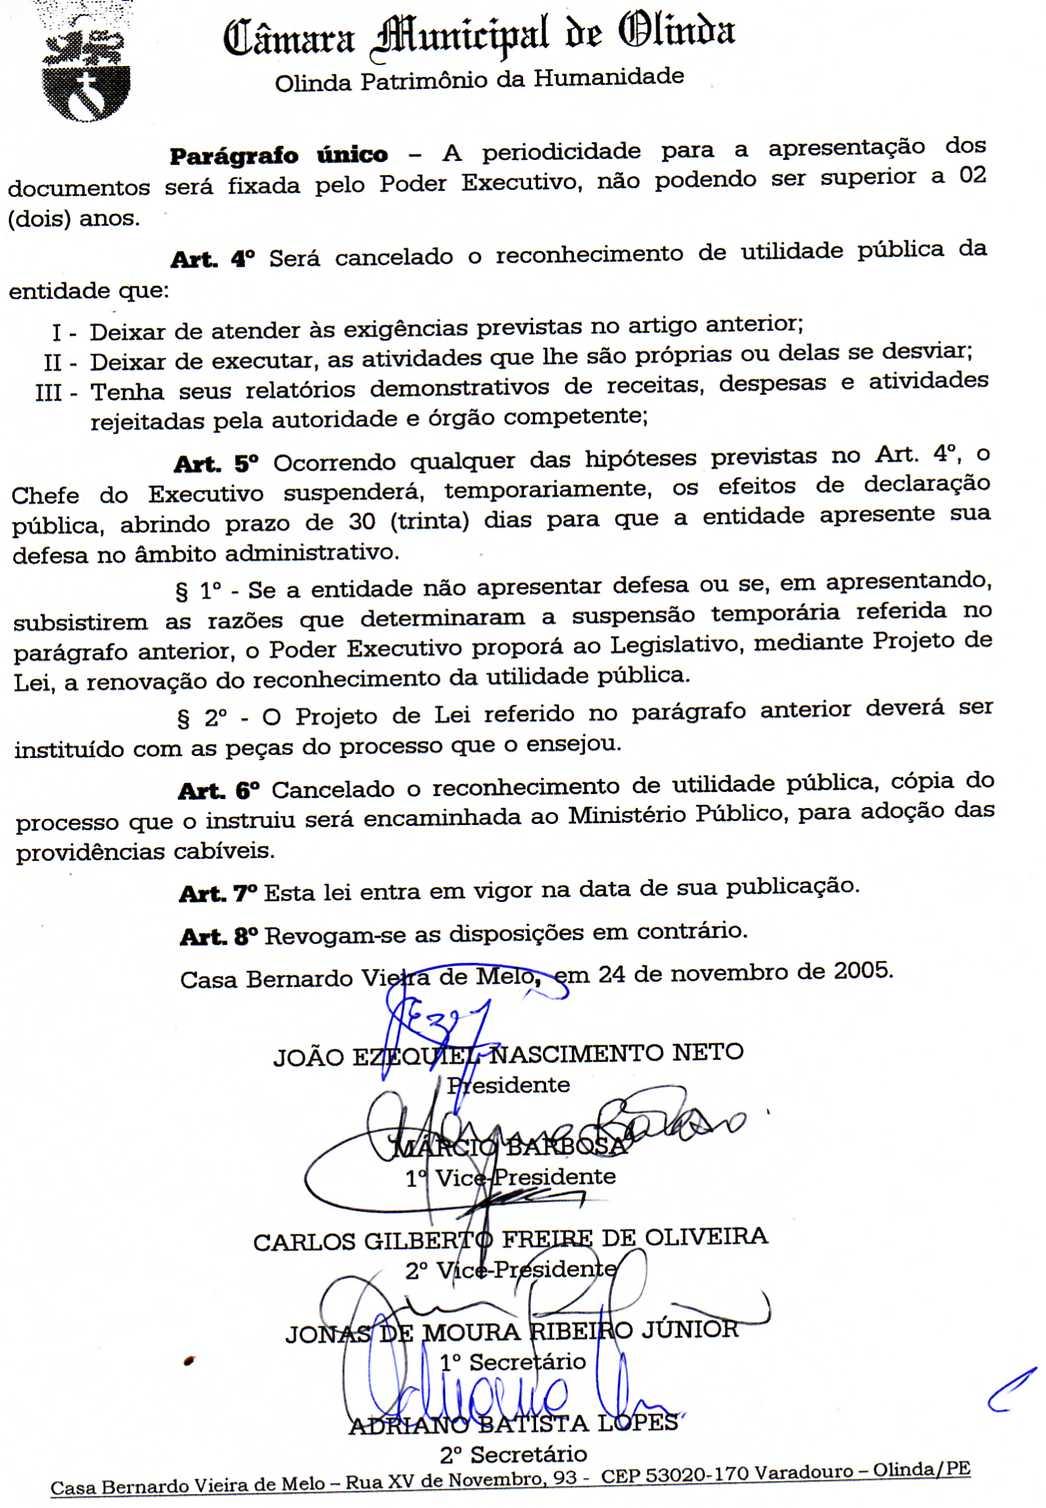 Câmara Municipal de Olinda
Olinda Patrimônio da Humanidade
Parágrafo único – A periodicidade para a apresentação dos
documentos será fixada pelo Poder Executivo, não podendo ser superior a 02
(dois) anos.
Art. 4º Será cancelado o reconhecimento de utilidade pública da
entidade que:
I - Deixar de atender às exigências previstas no artigo anterior;
II - Deixar de executar, as atividades que lhe são próprias ou delas se desviar;
III - Tenha seus relatórios demonstrativos de receitas, despesas e atividades
rejeitadas pela autoridade e órgão competente;
Art. 5º Ocorrendo qualquer das hipóteses previstas no Art. 4º, o
Chefe do Executivo suspenderá, temporariamente, os efeitos de declaração
pública, abrindo prazo de 30 (trinta) dias para que a entidade apresente sua
defesa no âmbito administrativo.
§ 1º - Se a entidade não apresentar defesa ou se, em apresentando,
subsistirem as razões que determinaram a suspensão temporária referida no
parágrafo anterior, o Poder Executivo proporá ao Legislativo, mediante Projeto de
Lei, a renovação do reconhecimento da utilidade pública.
§ 2º - O Projeto de Lei referido no parágrafo anterior deverá ser
instituído com as peças do processo que o ensejou.
Art. 6º Cancelado o reconhecimento de utilidade pública, cópia do
processo que o instruiu será encaminhada ao Ministério Público, para adoção das
providências cabíveis.
Art. 7º Esta lei entra em vigor na data de sua publicação.
Art. 8º Revogam-se as disposições em contrário.
Casa Bernardo Vieira de Melo, em 24 de novembro de 2005.
JOÃO EZEQUIEL NASCIMENTO NETO
Presidente
MÁRCIO BARBOSA
1º Vice-Presidente
CARLOS GILBERTO FREIRE DE OLIVEIRA
2º Vice-Presidente
JONAS DE MOURA RIBEIRO JÚNIOR
1º Secretário
ADRIANO BATISTA LOPES
2º Secretário
Casa Bernardo Vieira de Melo – Rua XV de Novembro, 93 - CEP 53020-170 Varadouro – Olinda/PE